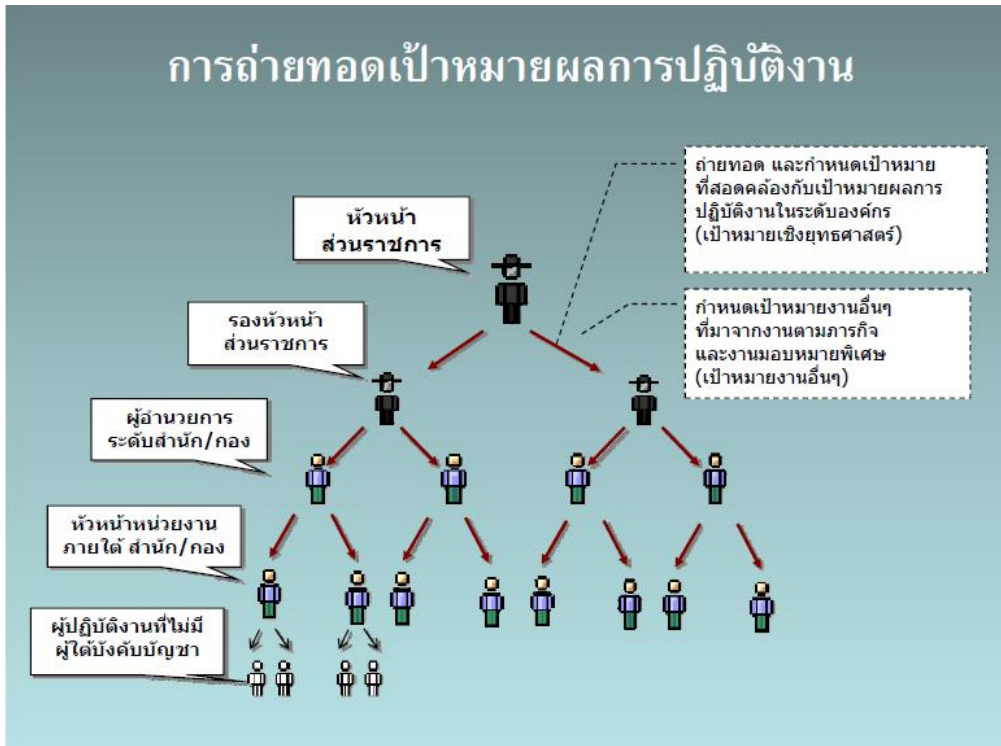 การถ่ายทอดเป้าหมายผลการปฏิบัติงาน
ถ่ายทอด และกำหนดเป้าหมาย
ที่สอดคล้องกับเป้าหมายผลการ
ปฏิบัติงานในระดับองค์กร
(เป้าหมายเชิงยุทธศาสตร์)
หัวหน้า
ส่วนราชการ
กำหนดเป้าหมายงานอื่นๆ
ที่มาจากงานตามภารกิจ
และงานมอบหมายพิเศษ
(เป้าหมายงานอื่นๆ)
รองหัวหน้า
ส่วนราชการ
ผู้อำนวยการ
ระดับสำนัก/กอง
หัวหน้าหน่วยงาน
ภายใต้ สำนัก/กอง
ผู้ปฏิบัติงานที่ไม่มี
ผู้ใต้บังคับบัญชา